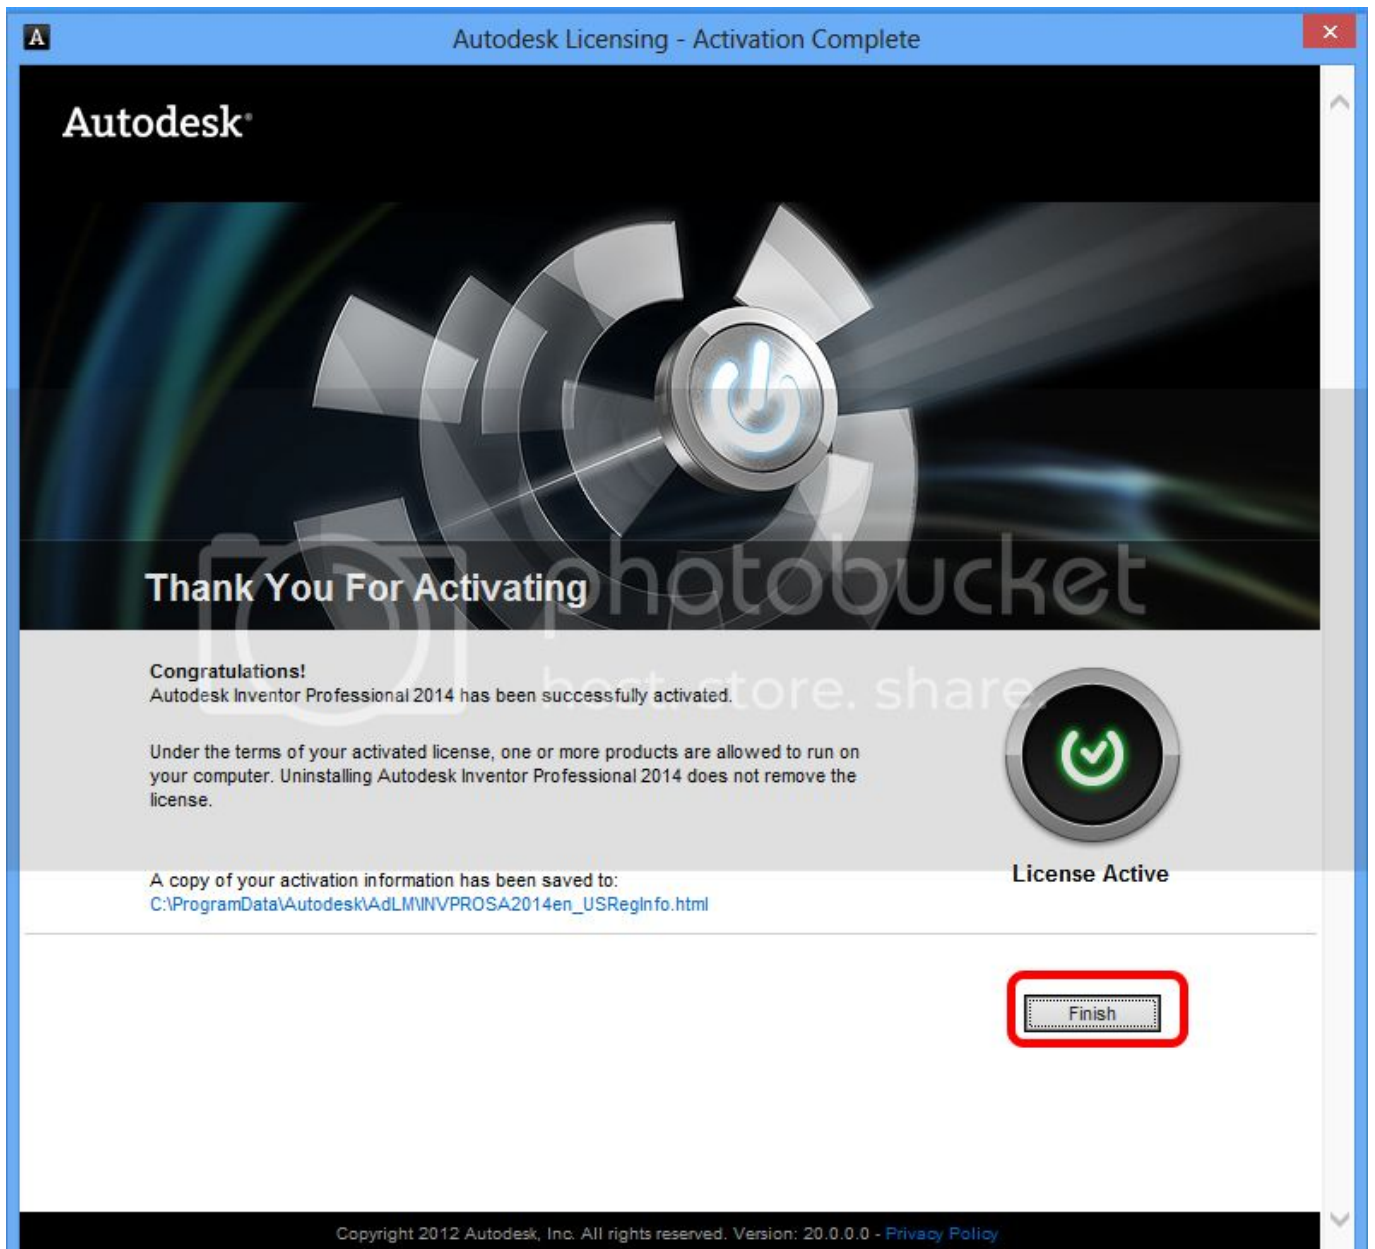 A
Autodesk Licensing - Activation Complete
Autodesk®
Thank You For Activating
photobucket
host. store. share.
Congratulations!
Autodesk Inventor Professional 2014 has been successfully activated.
Under the terms of your activated license, one or more products are allowed to run on
your computer. Uninstalling Autodesk Inventor Professional 2014 does not remove the
license.
A copy of your activation information has been saved to:
C:\ProgramData\Autodesk\AdLM\INVPROSA2014en_USRegInfo.html
License Active
Finish
Copyright 2012 Autodesk, Inc. All rights reserved. Version: 20.0.0.0 - Privacy Policy